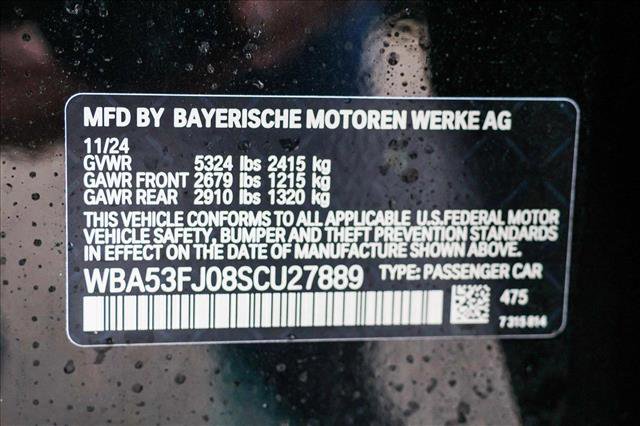 MFD BY BAYERISCHE MOTOREN WERKE AG
11/24
GVWR 5324 lbs 2415 kg
GAWR FRONT 2679 lbs 1215 kg
GAWR REAR 2910 lbs 1320 kg
THIS VEHICLE CONFORMS TO ALL APPLICABLE U.S.FEDERAL MOTOR
VEHICLE SAFETY, BUMPER AND THEFT PREVENTION STANDARDS
IN EFFECT ON THE DATE OF MANUFACTURE SHOWN ABOVE.
WBA53FJ08SCU27889 TYPE: PASSENGER CAR
475
7 315 814